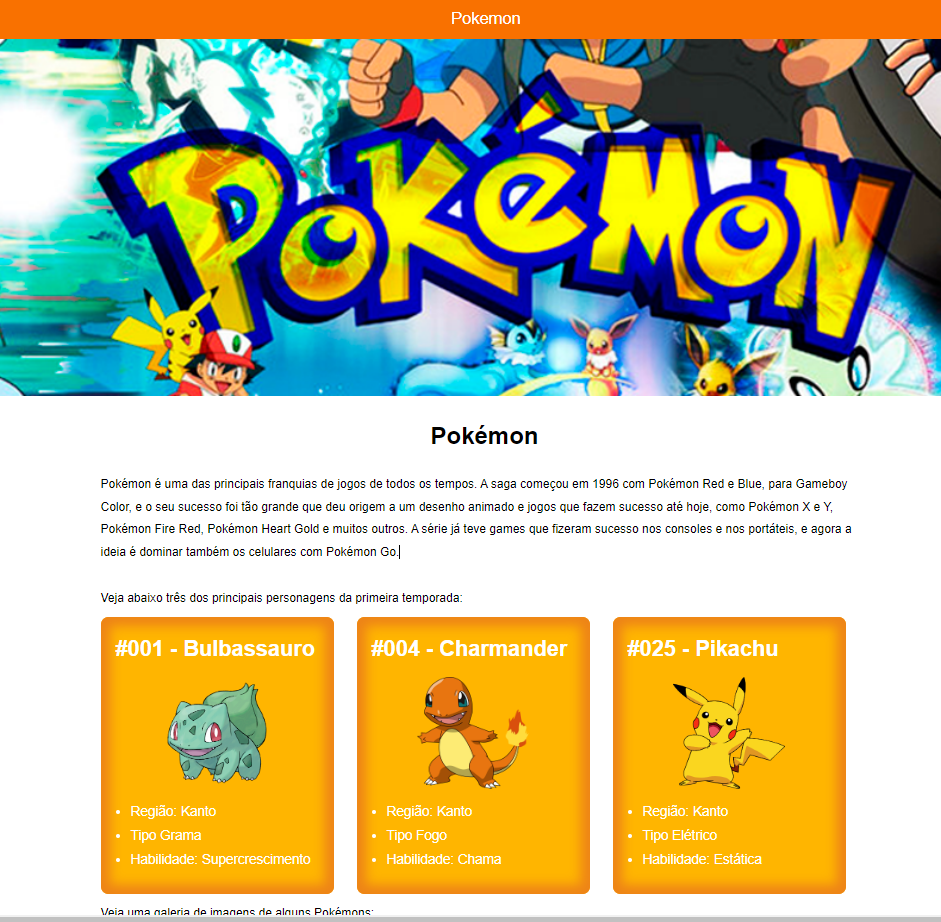 Pokemon
POKéMON
Pokémon
Pokémon é uma das principais franquias de jogos de todos os tempos. A saga começou em 1996 com Pokémon Red e Blue, para Gameboy
Color, e o seu sucesso foi tão grande que deu origem a um desenho animado e jogos que fazem sucesso até hoje, como Pokémon X e Y,
Pokémon Fire Red, Pokémon Heart Gold e muitos outros. A série já teve games que fizeram sucesso nos consoles e nos portáteis, e agora a
ideia é dominar também os celulares com Pokémon Go.
Veja abaixo três dos principais personagens da primeira temporada:
#001 - Bulbassauro
Região: Kanto
Tipo Grama
Habilidade: Supercrescimento
#004 - Charmander
Região: Kanto
Tipo Fogo
Habilidade: Chama
#025 - Pikachu
Região: Kanto
Tipo Elétrico
Habilidade: Estática
Veja uma galeria de imagens de alguns Pokémons: